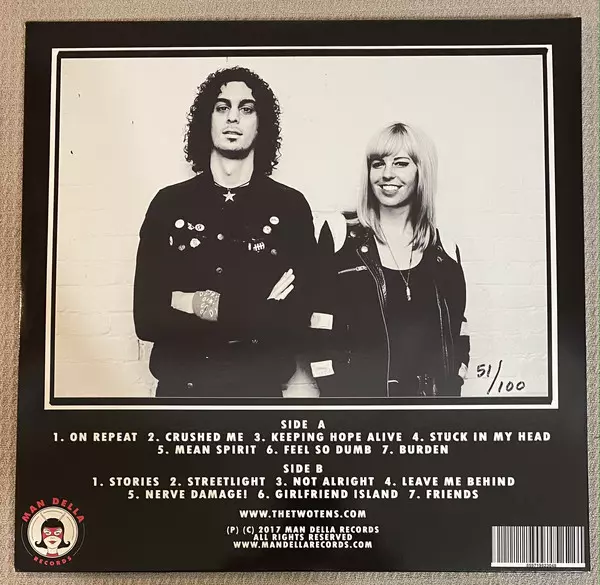 51/100
SIDE A
1. ON REPEAT 2. CRUSHED ME 3. KEEPING HOPE ALIVE 4. STUCK IN MY HEAD
5. MEAN SPIRIT 6. FEEL SO DUMB 7. BURDEN
SIDE B
1. STORIES 2. STREETLIGHT 3. NOT ALRIGHT 4. LEAVE ME BEHIND
5. NERVE DAMAGE! 6. GIRLFRIEND ISLAND 7. FRIENDS
WWW.THETWOTENS.COM
(P) (C) 2017 MAN DELLA RECORDS
ALL RIGHTS RESERVED
WWW.MANDELLARECORDS.COM
MAN DELLA
RECORDS